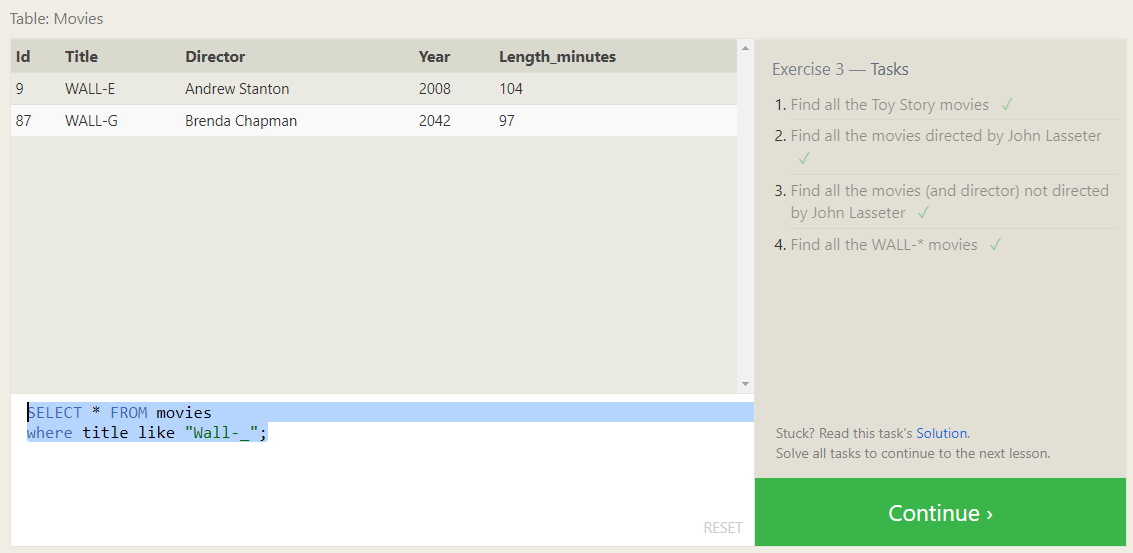 Table: Movies
Id Title Director Year Length_minutes
9 WALL-E Andrew Stanton 2008 104
87 WALL-G Brenda Chapman 2042 97
SELECT * FROM movies
where title like "Wall-_";
RESET
Exercise 3 — Tasks
1. Find all the Toy Story movies ✓
2. Find all the movies directed by John Lasseter
✓
3. Find all the movies (and director) not directed
by John Lasseter ✓
4. Find all the WALL-* movies ✓
Stuck? Read this task's Solution.
Solve all tasks to continue to the next lesson.
Continue ›